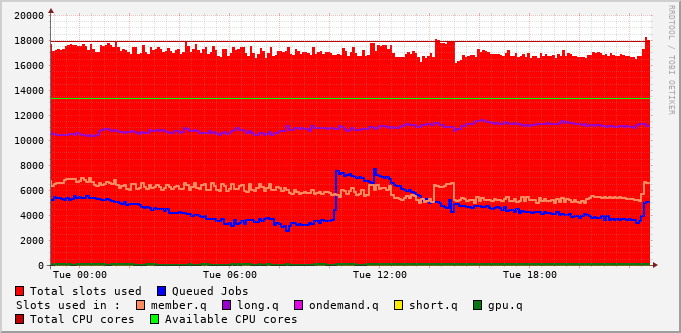 20000
18000
16000
14000
12000
10000
8000
6000
4000
2000
0
Tue 00:00 Tue 06:00 Tue 12:00 Tue 18:00
Total slots used Queued Jobs
Slots used in : member.q long.q ondemand.q short.q gpu.q
Total CPU cores Available CPU cores
RRDTOOL / TOBI OETIKER